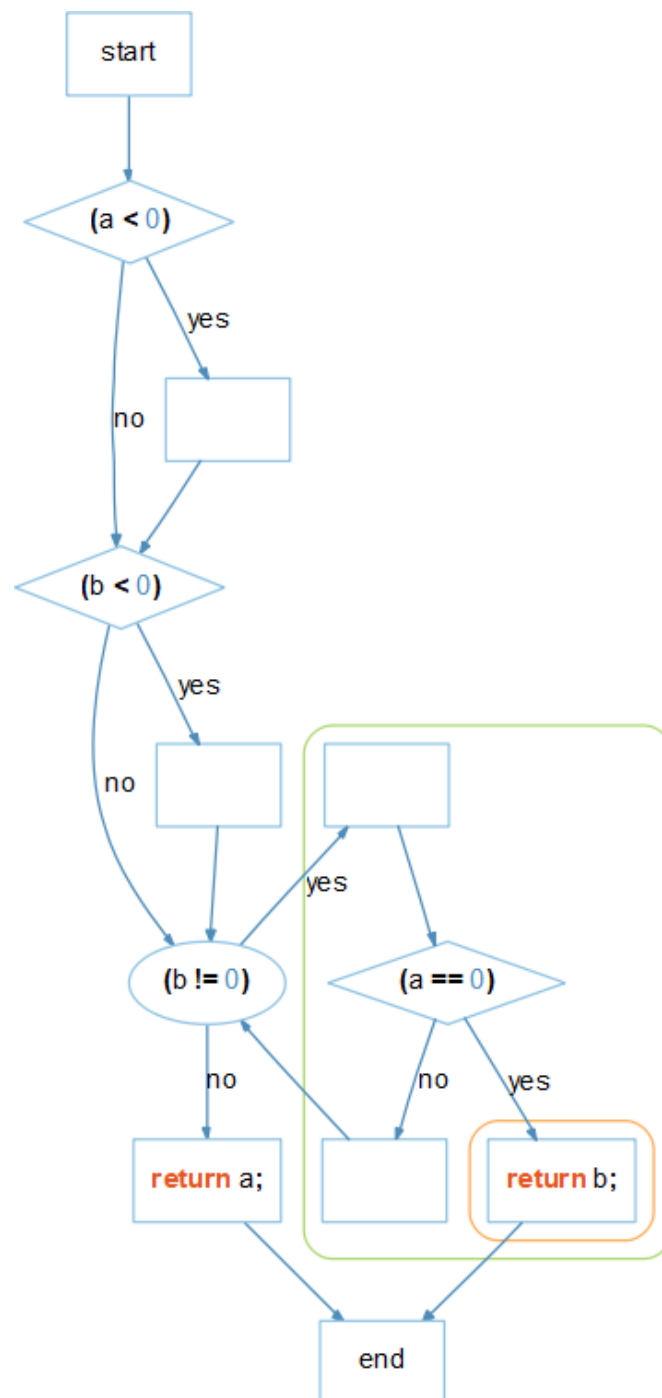 start
(a < 0)
yes
no
(b < 0)
yes
no
yes
(b != 0)
(a == 0)
no
no
yes
return a;
return b;
end